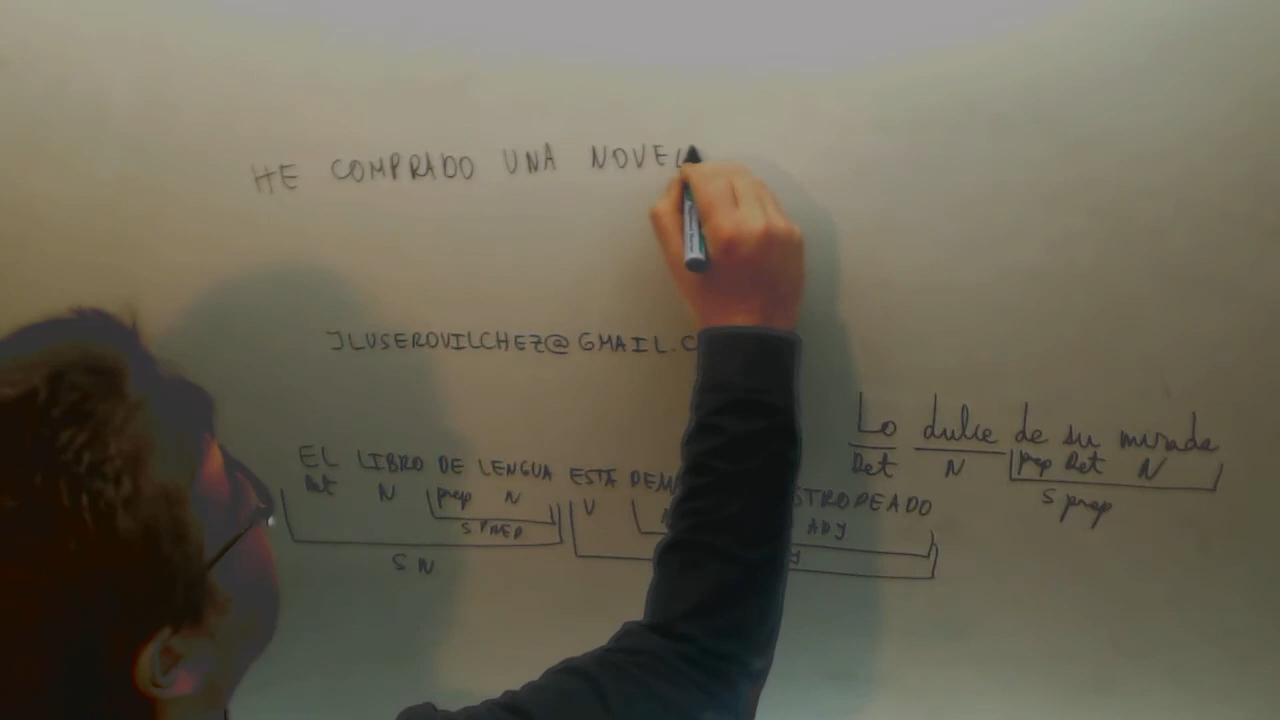 HE COMPRADO UNA NOVEL
JLUSEROVILCHEZ@GMAIL.C
Lo dulce de su mirada
Det N prep Det N
S prep
EL LIBRO DE LENGUA ESTÁ DEM STROPEADO
Det N prep N V ADJ
S PREP
S N